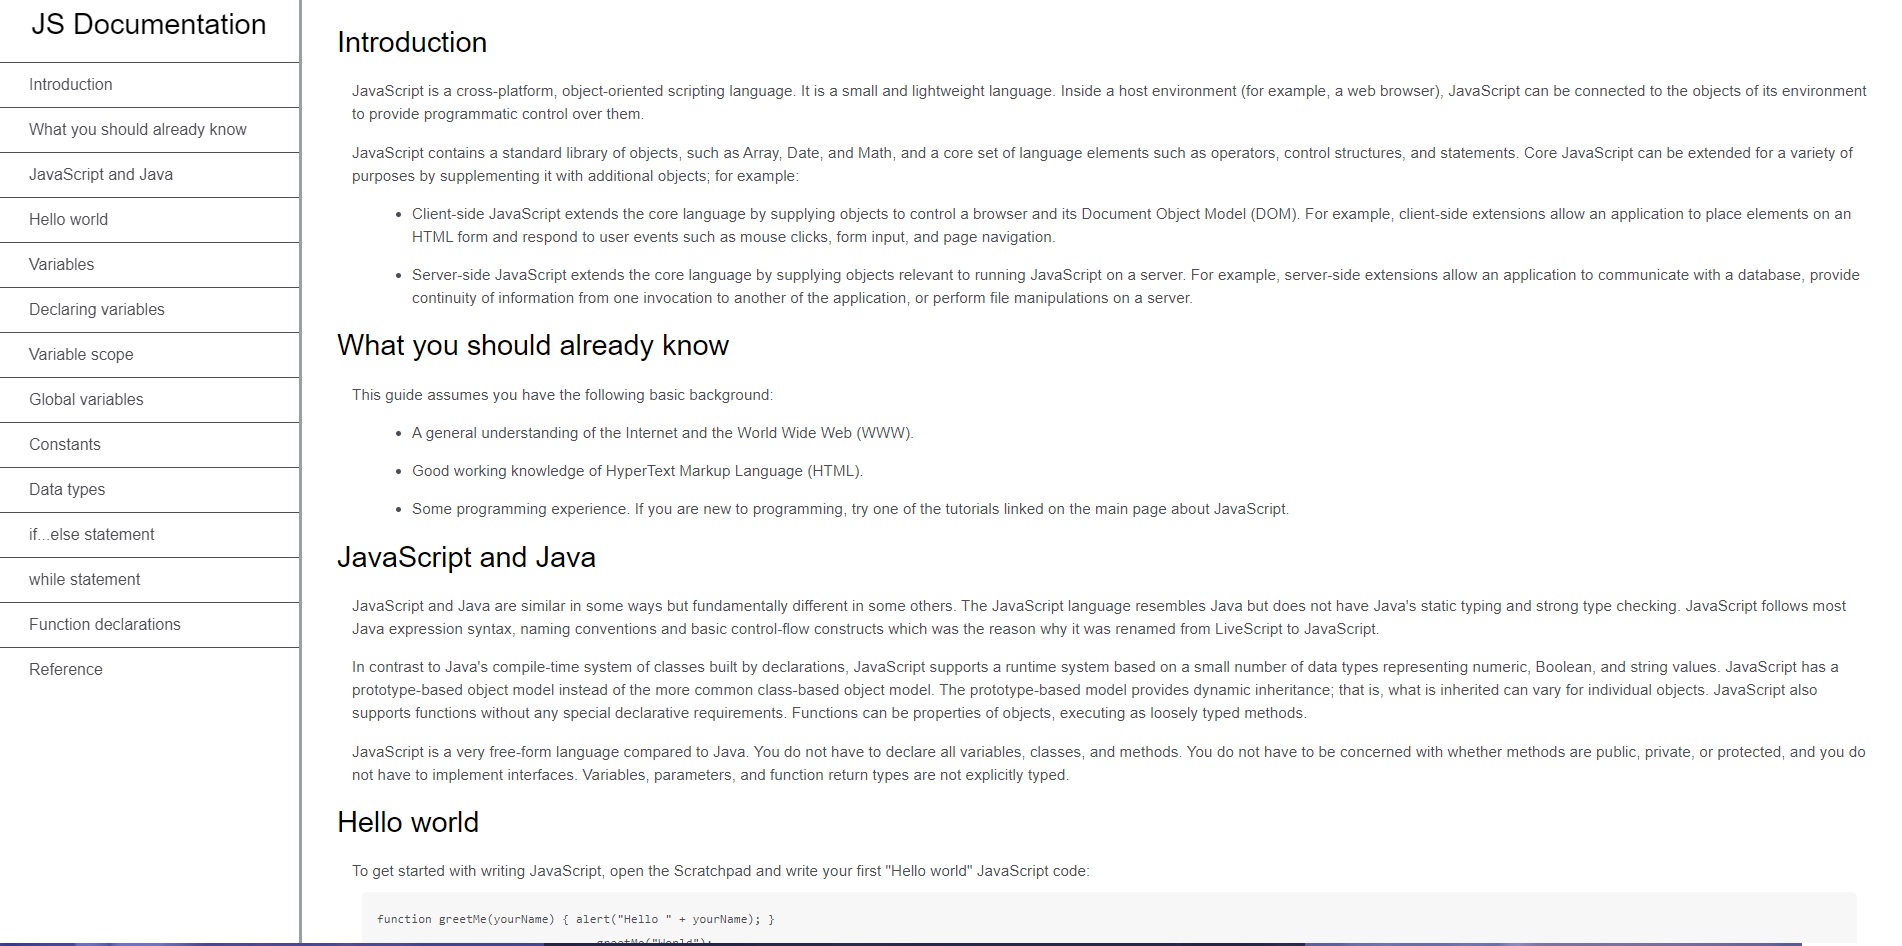 JS Documentation
Introduction
What you should already know
JavaScript and Java
Hello world
Variables
Declaring variables
Variable scope
Global variables
Constants
Data types
if...else statement
while statement
Function declarations
Reference
Introduction
JavaScript is a cross-platform, object-oriented scripting language. It is a small and lightweight language. Inside a host environment (for example, a web browser), JavaScript can be connected to the objects of its environment
to provide programmatic control over them.
JavaScript contains a standard library of objects, such as Array, Date, and Math, and a core set of language elements such as operators, control structures, and statements. Core JavaScript can be extended for a variety of
purposes by supplementing it with additional objects; for example:
• Client-side JavaScript extends the core language by supplying objects to control a browser and its Document Object Model (DOM). For example, client-side extensions allow an application to place elements on an
HTML form and respond to user events such as mouse clicks, form input, and page navigation.
• Server-side JavaScript extends the core language by supplying objects relevant to running JavaScript on a server. For example, server-side extensions allow an application to communicate with a database, provide
continuity of information from one invocation to another of the application, or perform file manipulations on a server.
What you should already know
This guide assumes you have the following basic background:
• A general understanding of the Internet and the World Wide Web (WWW).
• Good working knowledge of HyperText Markup Language (HTML).
• Some programming experience. If you are new to programming, try one of the tutorials linked on the main page about JavaScript.
JavaScript and Java
JavaScript and Java are similar in some ways but fundamentally different in some others. The JavaScript language resembles Java but does not have Java's static typing and strong type checking. JavaScript follows most
Java expression syntax, naming conventions and basic control-flow constructs which was the reason why it was renamed from LiveScript to JavaScript.
In contrast to Java's compile-time system of classes built by declarations, JavaScript supports a runtime system based on a small number of data types representing numeric, Boolean, and string values. JavaScript has a
prototype-based object model instead of the more common class-based object model. The prototype-based model provides dynamic inheritance; that is, what is inherited can vary for individual objects. JavaScript also
supports functions without any special declarative requirements. Functions can be properties of objects, executing as loosely typed methods.
JavaScript is a very free-form language compared to Java. You do not have to declare all variables, classes, and methods. You do not have to be concerned with whether methods are public, private, or protected, and you do
not have to implement interfaces. Variables, parameters, and function return types are not explicitly typed.
Hello world
To get started with writing JavaScript, open the Scratchpad and write your first "Hello world" JavaScript code:
function greetMe(yourName) { alert("Hello " + yourName); }
greetMe("World");